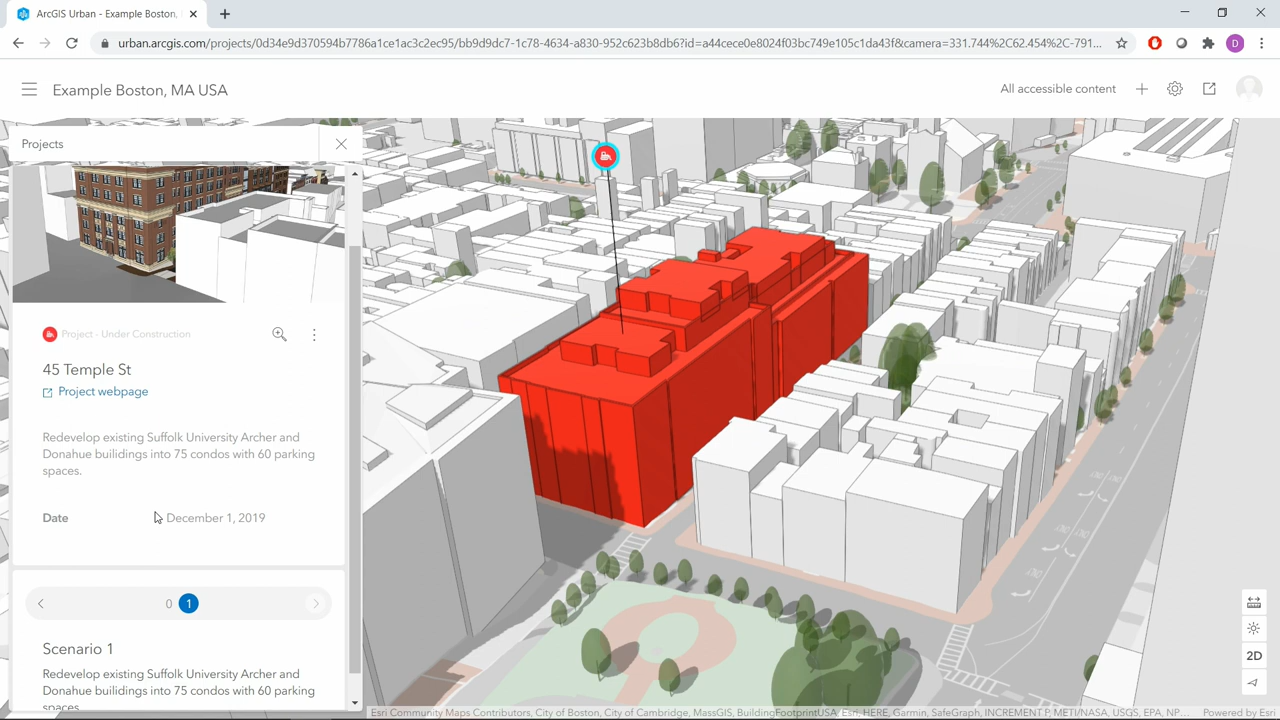 ArcGIS Urban - Example Boston,
urban.arcgis.com/projects/0d34e9d370594b7786a1ce1ac3c2ec95/bb9d9dc7-1c78-4634-a830-952c623b8db6?id=a44cece0e8024f03bc749e105c1da43f&camera=331.744%2C62.454%2C-791...
D
Example Boston, MA USA
All accessible content
Projects
Project - Under Construction
45 Temple St
Project webpage
Redevelop existing Suffolk University Archer and
Donahue builidings into 75 condos with 60 parking
spaces.
Date December 1, 2019
0 1
Scenario 1
Redevelop existing Suffolk University Archer and
Donahue builidings into 75 condos with 60 parking
spaces
2D
Esri Community Maps Contributors, City of Boston, City of Cambridge, MassGIS, BuildingFootprintUSA, Esri, HERE, Garmin, SafeGraph, INCREMENT P, METI/NASA, USGS, EPA, NP... Powered by Esri